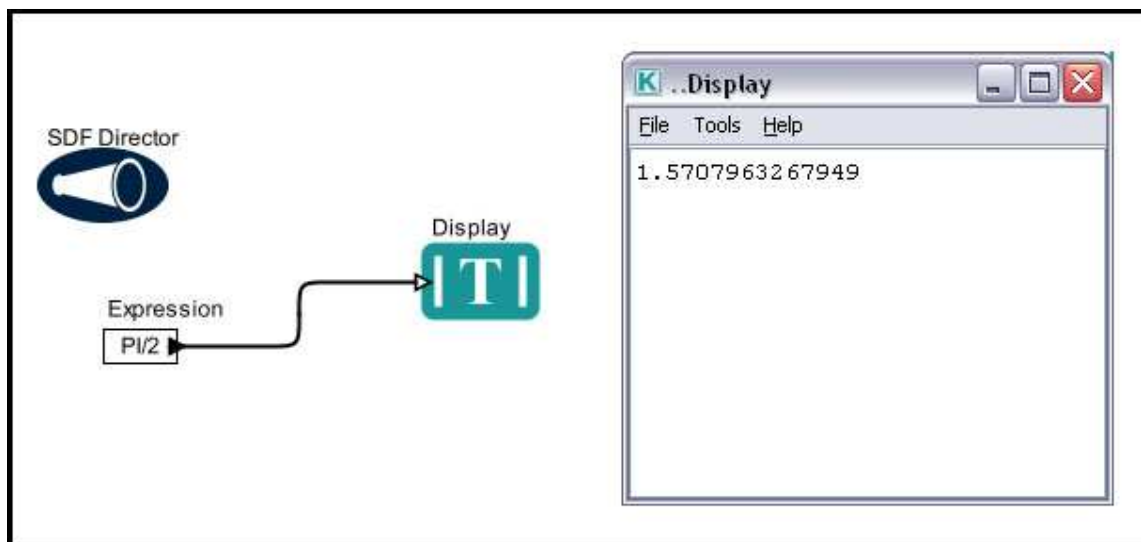 SDF Director
Expression
PI/2
Display
T
K ..Display
File Tools Help
1.5707963267949